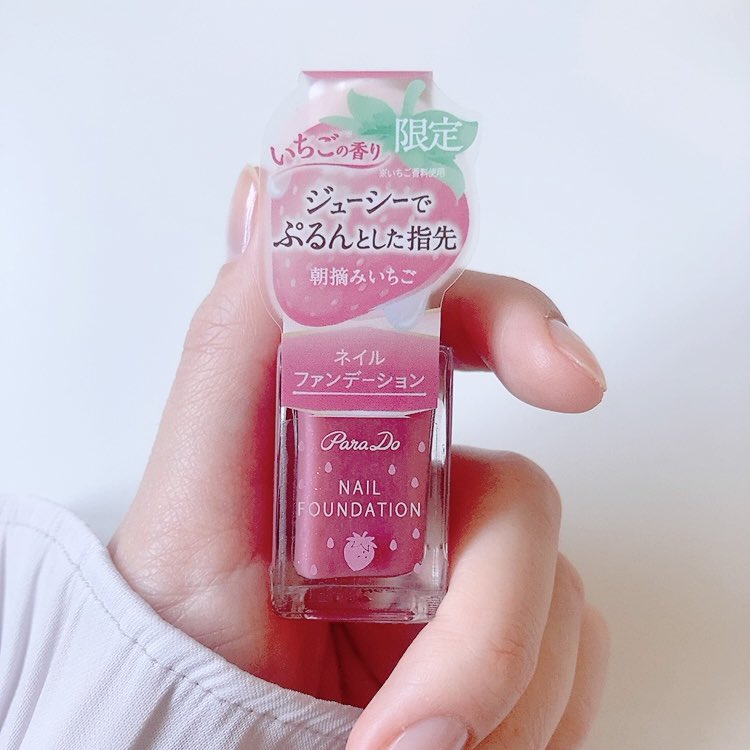 いちごの香り
限定
※いちご香料使用
ジューシーで
ぷるんとした指先
朝摘みいちご
ネイル
ファンデーション
ParaDo
NAIL
FOUNDATION